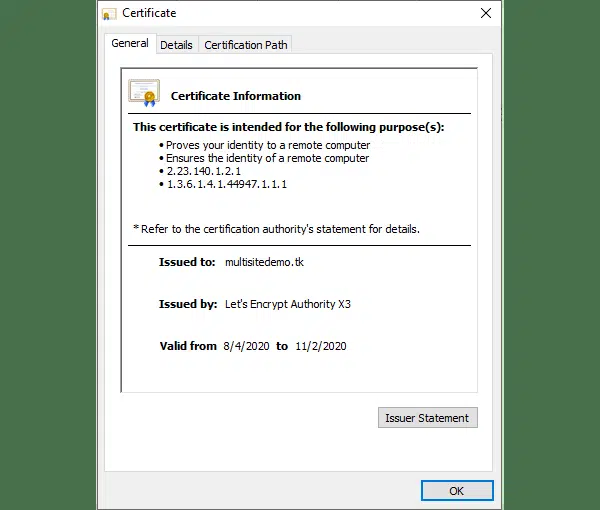 Certificate
General Details Certification Path
Certificate Information
This certificate is intended for the following purpose(s):
• Proves your identity to a remote computer
• Ensures the identity of a remote computer
• 2.23.140.1.2.1
• 1.3.6.1.4.1.44947.1.1.1
* Refer to the certification authority's statement for details.
Issued to: multisitedemo.tk
Issued by: Let's Encrypt Authority X3
Valid from 8/4/2020 to 11/2/2020
Issuer Statement
OK